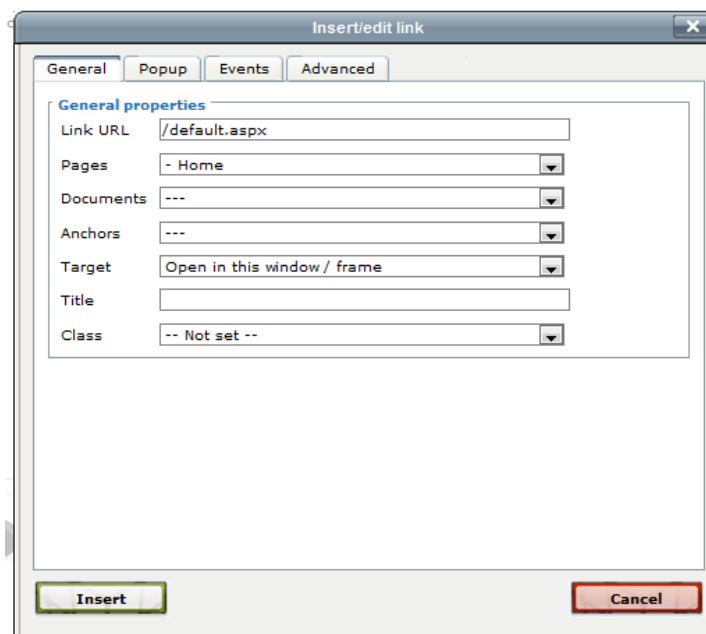 Insert/edit link
General Popup Events Advanced
General properties
Link URL /default.aspx
Pages - Home
Documents ---
Anchors ---
Target Open in this window / frame
Title
Class -- Not set --
Insert Cancel